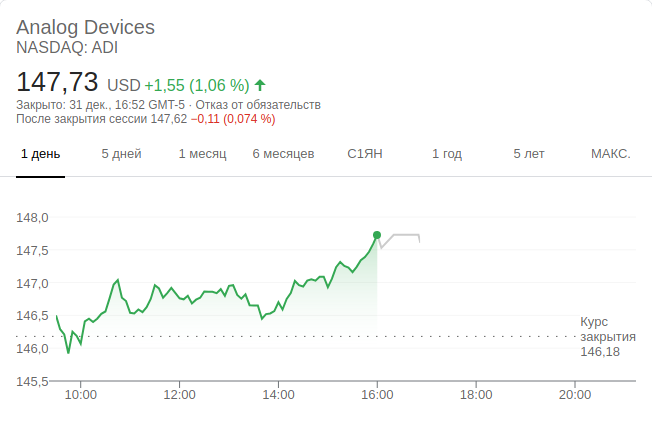 Analog Devices
NASDAQ: ADI
147,73 USD +1,55 (1,06 %)
Закрыто: 31 дек., 16:52 GMT-5 · Отказ от обязательств
После закрытия сессии 147,62 −0,11 (0,074 %)
1 день 5 дней 1 месяц 6 месяцев С1ЯН 1 год 5 лет МАКС.
148,0
147,5
147,0
146,5
146,0
145,5
Курс
закрытия
146,18
10:00 12:00 14:00 16:00 18:00 20:00